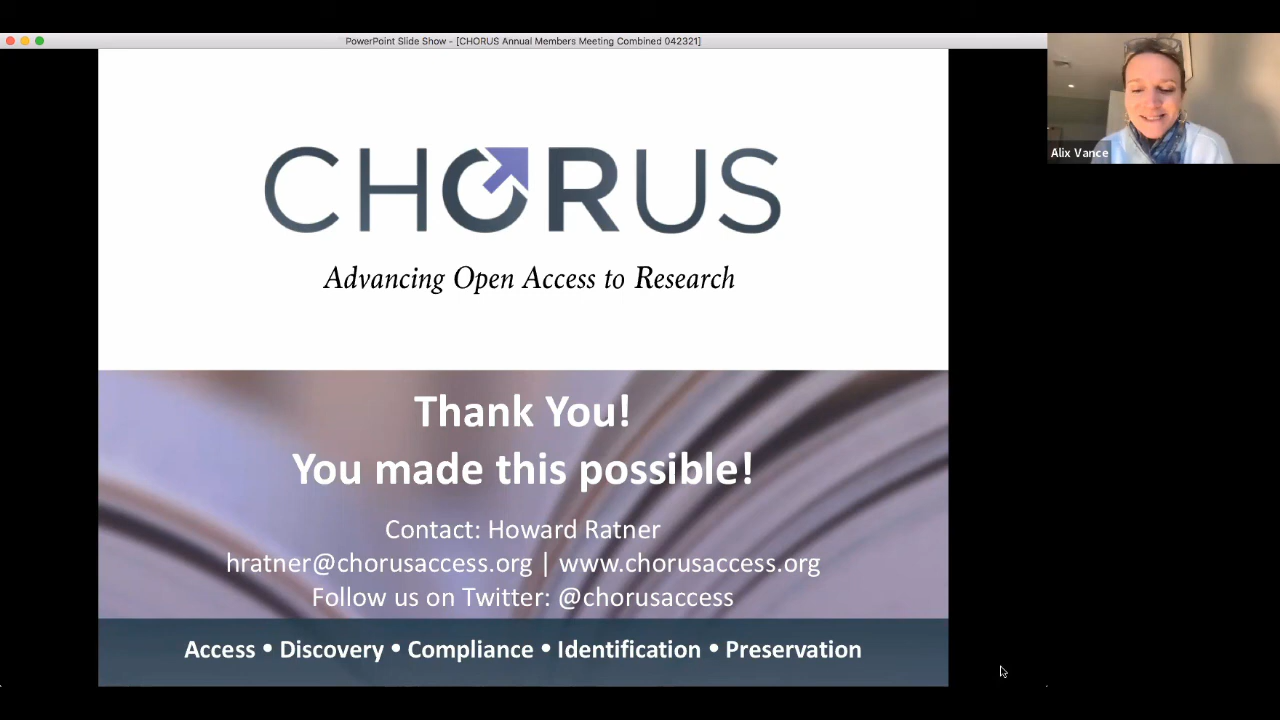 PowerPoint Slide Show - [CHORUS Annual Members Meeting Combined 042321]
Alix Vance
CHORUS
Advancing Open Access to Research
Thank You!
You made this possible!
Contact: Howard Ratner
hratner@chorusaccess.org | www.chorusaccess.org
Follow us on Twitter: @chorusaccess
Access • Discovery • Compliance • Identification • Preservation